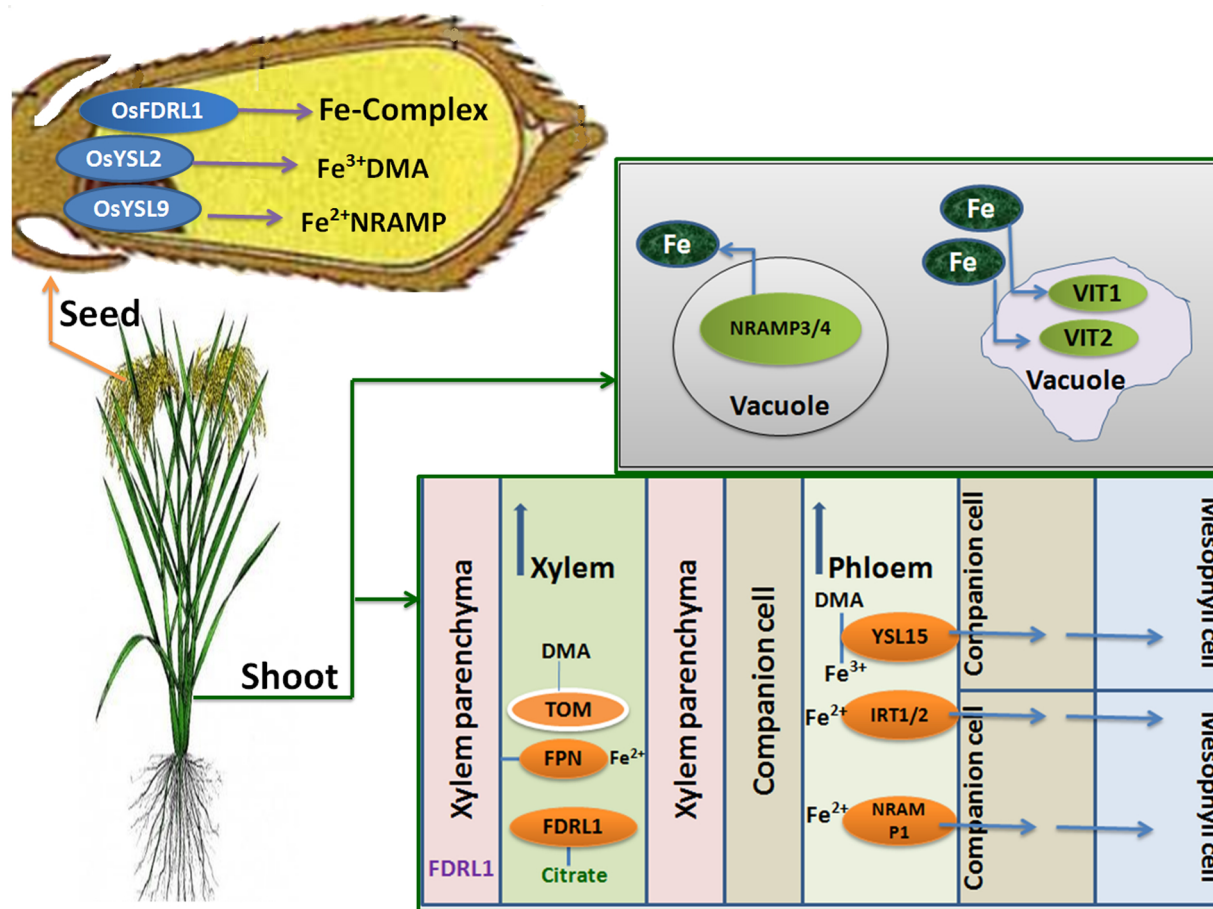 OsFDRL1
Fe-Complex
OsYSL2
Fe³⁺DMA
OsYSL9
Fe²⁺NRAMP
Seed
Shoot
Fe
NRAMP3/4
Vacuole
Fe
Fe
VIT1
VIT2
Vacuole
Xylem parenchyma
FDRL1
Xylem
DMA
TOM
FPN
Fe²⁺
FDRL1
Citrate
Xylem parenchyma
Companion cell
Phloem
DMA
YSL15
Fe³⁺
Fe²⁺
IRT1/2
Fe²⁺
NRAM
P1
Companion cell
Companion cell
Mesophyll cell
Mesophyll cell